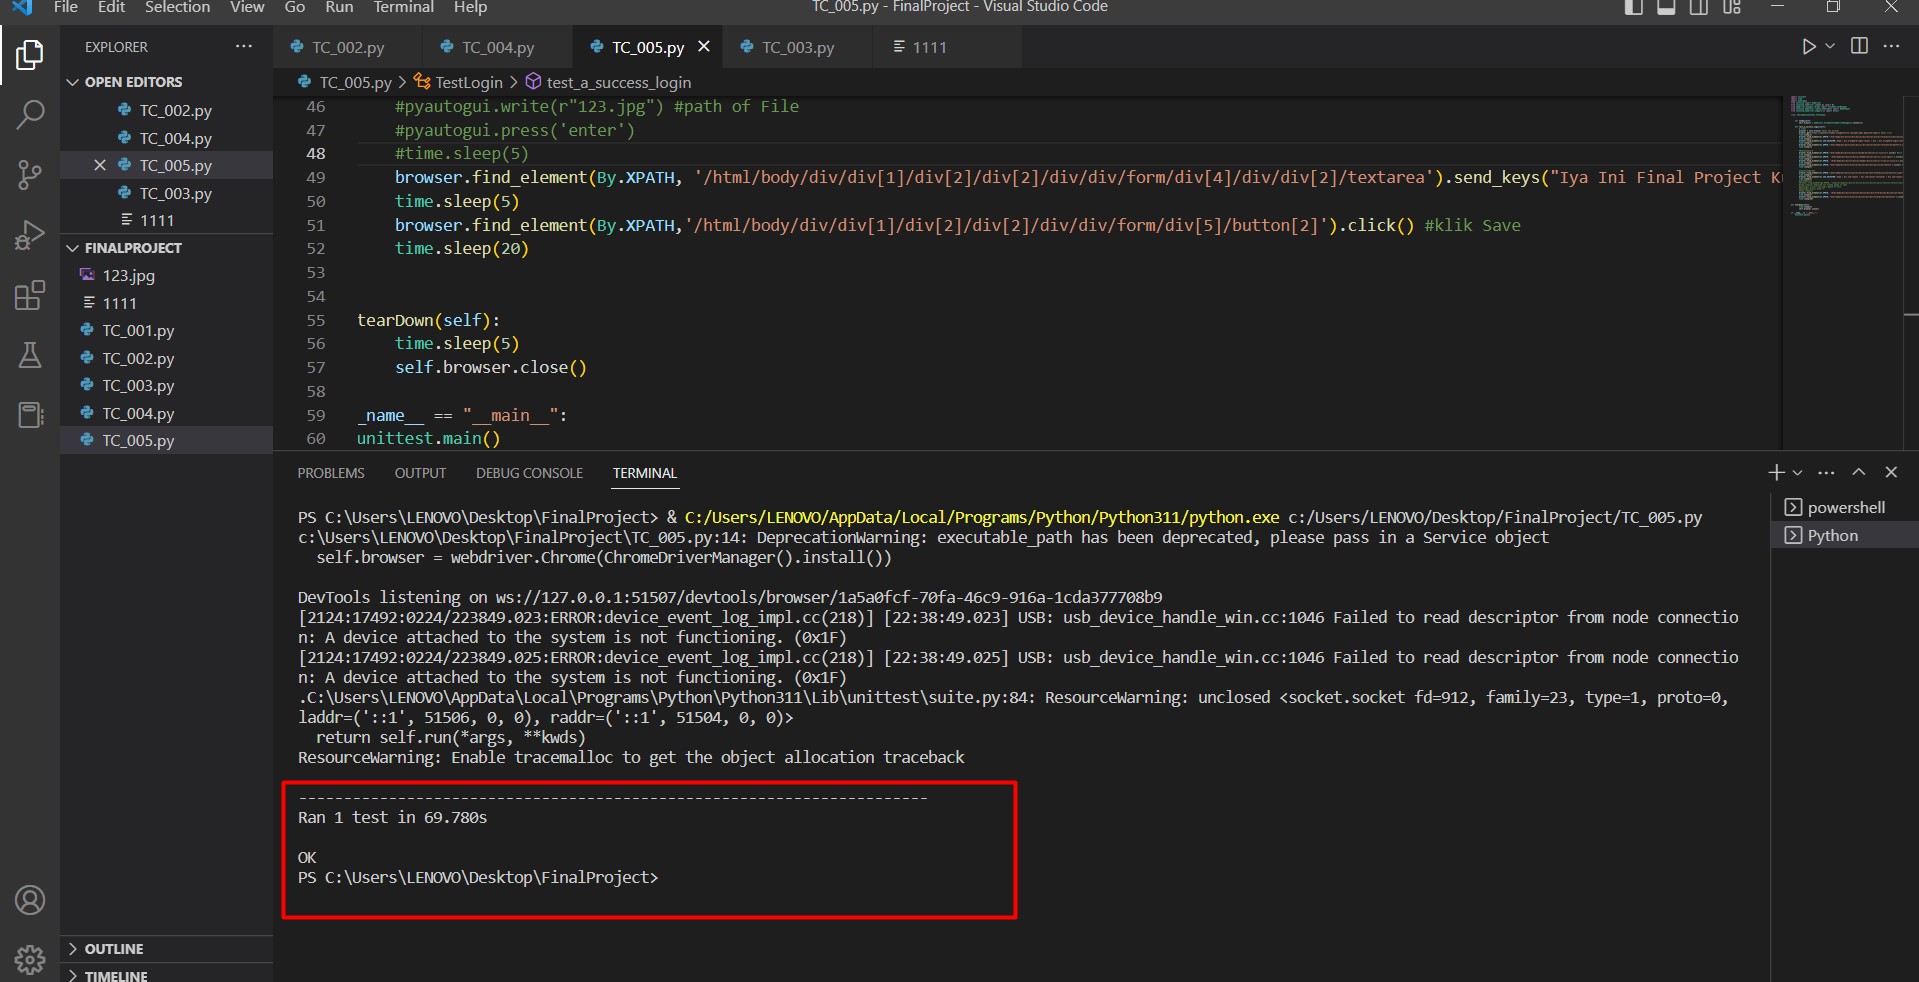 File Edit Selection View Go Run Terminal Help TC_005.py - FinalProject - Visual Studio Code
EXPLORER
OPEN EDITORS
TC_002.py
TC_004.py
TC_005.py
TC_003.py
1111
FINALPROJECT
123.jpg
1111
TC_001.py
TC_002.py
TC_003.py
TC_004.py
TC_005.py
OUTLINE
TIMELINE
TC_002.py TC_004.py TC_005.py TC_003.py 1111
TC_005.py > TestLogin > test_a_success_login
46 #pyautogui.write(r"123.jpg") #path of File
47 #pyautogui.press('enter')
48 #time.sleep(5)
49 browser.find_element(By.XPATH, '/html/body/div/div[1]/div[2]/div[2]/div/div/form/div[4]/div/div[2]/textarea').send_keys("Iya Ini Final Project
50 time.sleep(5)
51 browser.find_element(By.XPATH,'/html/body/div/div[1]/div[2]/div[2]/div/div/form/div[5]/button[2]').click() #klik Save
52 time.sleep(20)
53
54
55 tearDown(self):
56 time.sleep(5)
57 self.browser.close()
58
59 _name__ == "__main__":
60 unittest.main()
PROBLEMS OUTPUT DEBUG CONSOLE TERMINAL
PS C:\Users\LENOVO\Desktop\FinalProject> & C:/Users/LENOVO/AppData/Local/Programs/Python/Python311/python.exe c:/Users/LENOVO/Desktop/FinalProject/TC_005.py
c:\Users\LENOVO\Desktop\FinalProject\TC_005.py:14: DeprecationWarning: executable_path has been deprecated, please pass in a Service object
self.browser = webdriver.Chrome(ChromeDriverManager().install())
DevTools listening on ws://127.0.0.1:51507/devtools/browser/1a5a0fcf-70fa-46c9-916a-1cda377708b9
[2124:17492:0224/223849.023:ERROR:device_event_log_impl.cc(218)] [22:38:49.023] USB: usb_device_handle_win.cc:1046 Failed to read descriptor from node connectio
n: A device attached to the system is not functioning. (0x1F)
[2124:17492:0224/223849.025:ERROR:device_event_log_impl.cc(218)] [22:38:49.025] USB: usb_device_handle_win.cc:1046 Failed to read descriptor from node connectio
n: A device attached to the system is not functioning. (0x1F)
.C:\Users\LENOVO\AppData\Local\Programs\Python\Python311\Lib\unittest\suite.py:84: ResourceWarning: unclosed <socket.socket fd=912, family=23, type=1, proto=0,
laddr=('::1', 51506, 0, 0), raddr=('::1', 51504, 0, 0)>
return self.run(*args, **kwds)
ResourceWarning: Enable tracemalloc to get the object allocation traceback
----------------------------------------------------------------------
Ran 1 test in 69.780s
OK
PS C:\Users\LENOVO\Desktop\FinalProject>
powershell
Python